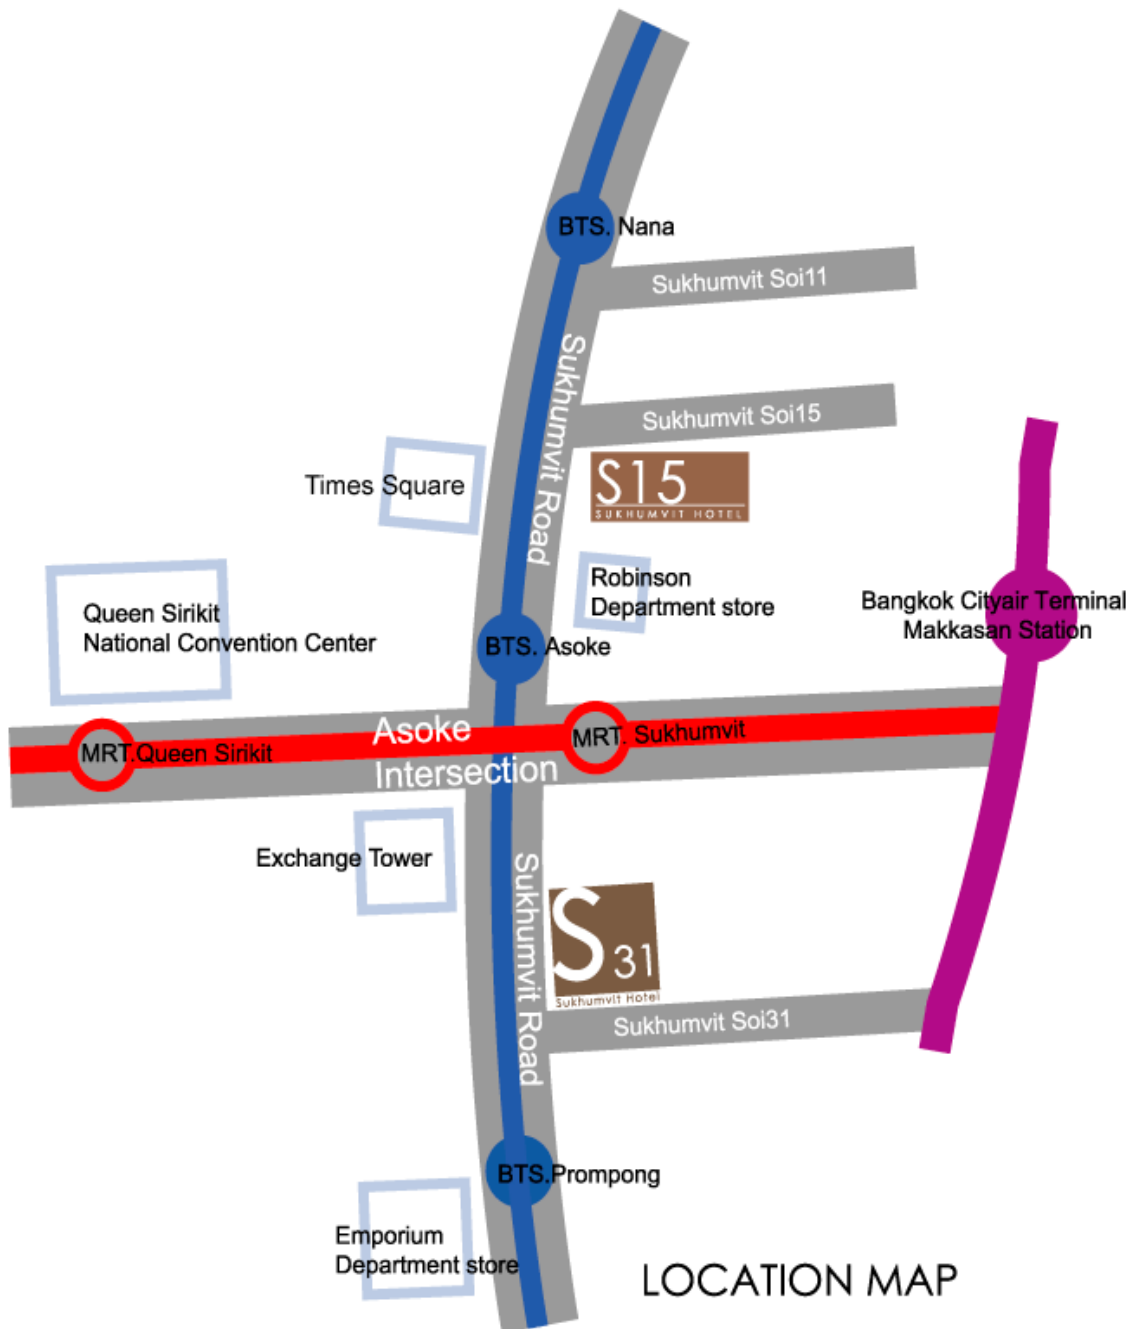 BTS. Nana
Sukhumvit Soi11
Sukhumvit Road
Sukhumvit Soi15
Times Square
S15
SUKHUMVIT HOTEL
Robinson
Department store
Queen Sirikit
National Convention Center
Bangkok Cityair Terminal
Makkasan Station
BTS. Asoke
Asoke
Intersection
MRT. Sukhumvit
MRT.Queen Sirikit
Exchange Tower
Sukhumvit Road
S 31
Sukhumvit Hotel
Sukhumvit Soi31
BTS.Prompong
Emporium
Department store
LOCATION MAP